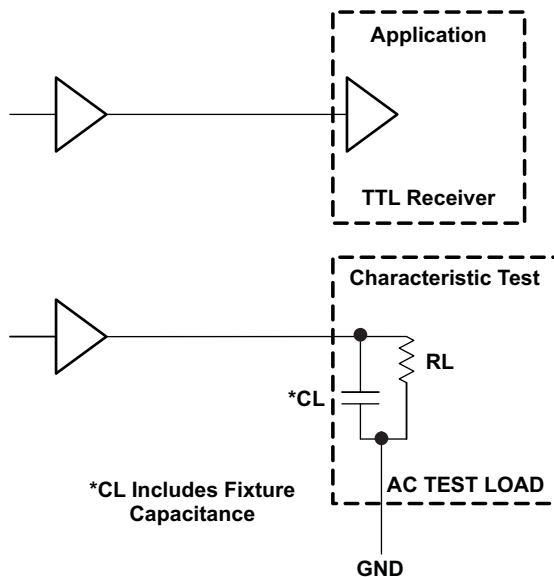 Application
TTL Receiver
Characteristic Test
RL
*CL
*CL Includes Fixture
Capacitance
AC TEST LOAD
GND